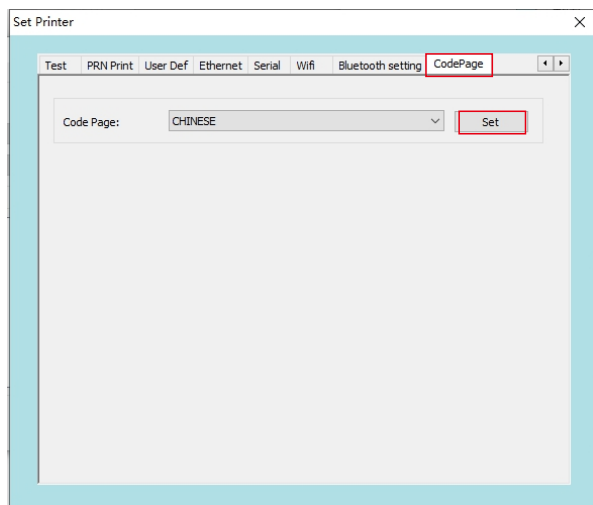 Set Printer
Test PRN Print User Def Ethernet Serial Wifi Bluetooth setting CodePage
Code Page: CHINESE Set